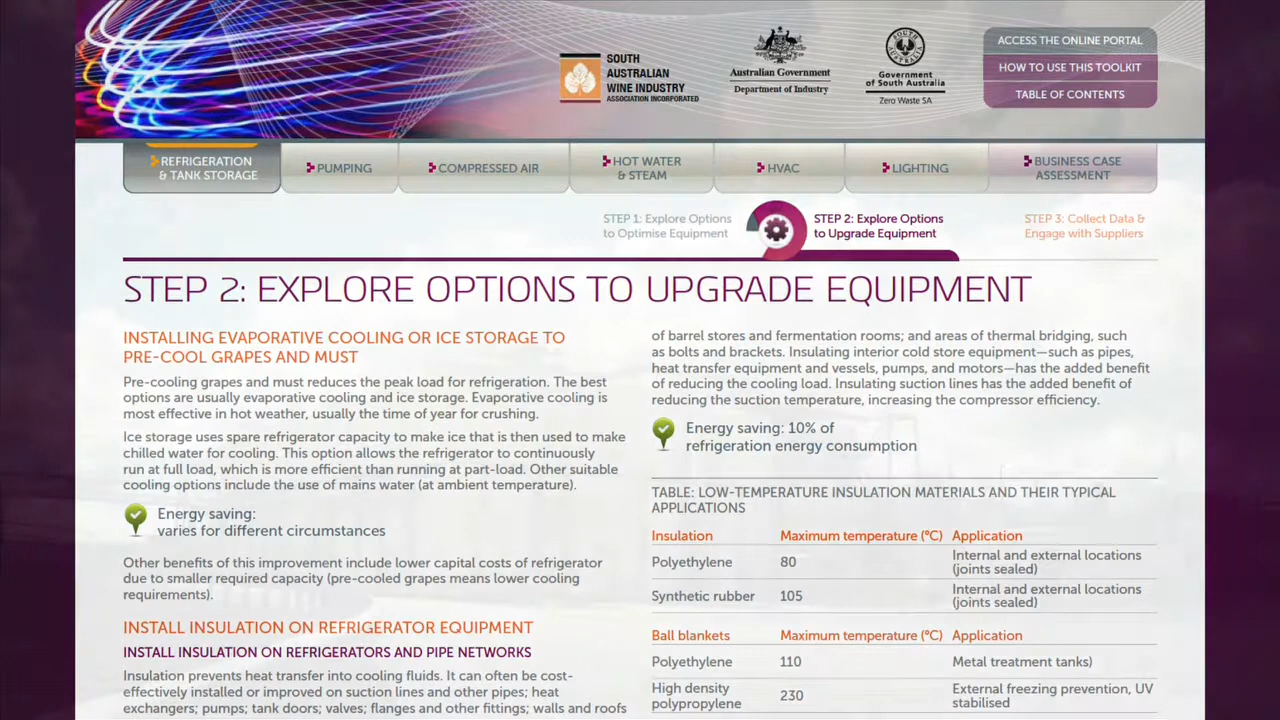 SOUTH
AUSTRALIAN
WINE INDUSTRY
ASSOCIATION INCORPORATED
Australian Government
Department of Industry
SOUTH AUSTRALIA
Government
of South Australia
Zero Waste SA
ACCESS THE ONLINE PORTAL
HOW TO USE THIS TOOLKIT
TABLE OF CONTENTS
REFRIGERATION
& TANK STORAGE
PUMPING
COMPRESSED AIR
HOT WATER
& STEAM
HVAC
LIGHTING
BUSINESS CASE
ASSESSMENT
STEP 1: Explore Options
to Optimise Equipment
STEP 2: Explore Options
to Upgrade Equipment
STEP 3: Collect Data &
Engage with Suppliers
STEP 2: EXPLORE OPTIONS TO UPGRADE EQUIPMENT
INSTALLING EVAPORATIVE COOLING OR ICE STORAGE TO
PRE-COOL GRAPES AND MUST
Pre-cooling grapes and must reduces the peak load for refrigeration. The best
options are usually evaporative cooling and ice storage. Evaporative cooling is
most effective in hot weather, usually the time of year for crushing.
Ice storage uses spare refrigerator capacity to make ice that is then used to make
chilled water for cooling. This option allows the refrigerator to continuously
run at full load, which is more efficient than running at part-load. Other suitable
cooling options include the use of mains water (at ambient temperature).
Energy saving:
varies for different circumstances
Other benefits of this improvement include lower capital costs of refrigerator
due to smaller required capacity (pre-cooled grapes means lower cooling
requirements).
INSTALL INSULATION ON REFRIGERATOR EQUIPMENT
INSTALL INSULATION ON REFRIGERATORS AND PIPE NETWORKS
Insulation prevents heat transfer into cooling fluids. It can often be cost-
effectively installed or improved on suction lines and other pipes; heat
exchangers; pumps; tank doors; valves; flanges and other fittings; walls and roofs
of barrel stores and fermentation rooms; and areas of thermal bridging, such
as bolts and brackets. Insulating interior cold store equipment—such as pipes,
heat transfer equipment and vessels, pumps, and motors—has the added benefit
of reducing the cooling load. Insulating suction lines has the added benefit of
reducing the suction temperature, increasing the compressor efficiency.
Energy saving: 10% of
refrigeration energy consumption
TABLE: LOW-TEMPERATURE INSULATION MATERIALS AND THEIR TYPICAL
APPLICATIONS
Insulation Maximum temperature (°C) Application
Polyethylene 80 Internal and external locations
(joints sealed)
Synthetic rubber 105 Internal and external locations
(joints sealed)
Ball blankets Maximum temperature (°C) Application
Polyethylene 110 Metal treatment tanks)
High density
polypropylene 230 External freezing prevention, UV
stabilised